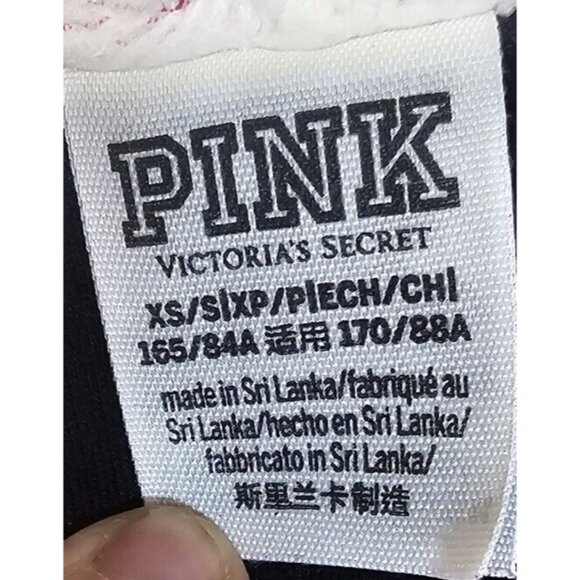 PINK
VICTORIA'S SECRET
XS/S|XP/P|ECH/CH|
165/84A 适用 170/88A
made in Sri Lanka/fabriqué au
Sri Lanka/hecho en Sri Lanka/
fabbricato in Sri Lanka/
斯里兰卡制造